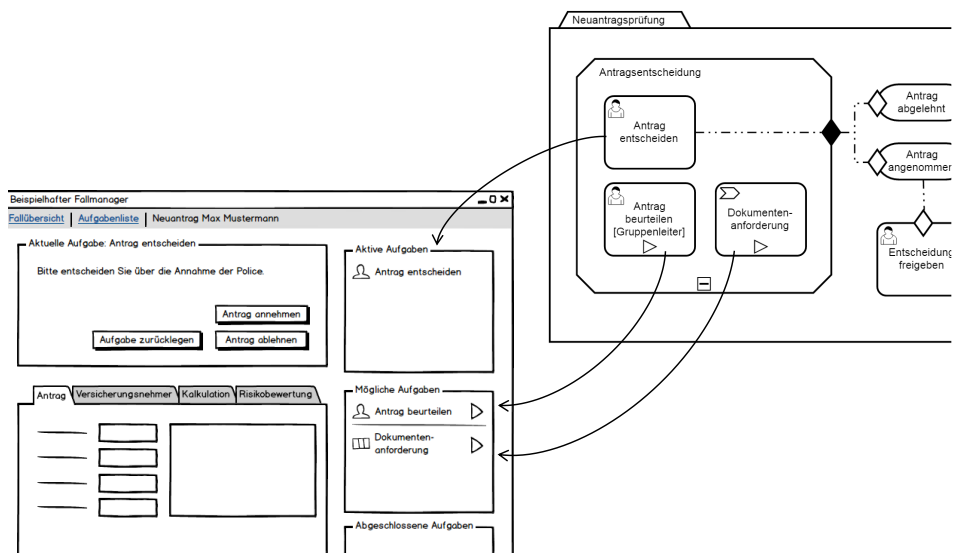 Neuantragsprüfung
Antragsentscheidung
Antrag
entscheiden
Antrag
abgelehnt
Antrag
angenommen
Antrag
beurteilen
[Gruppenleiter]
Dokumenten-
anforderung
Entscheidung
freigeben
Beispielhafter Fallmanager
Fallübersicht
Aufgabenliste
Neuantrag Max Mustermann
Aktuelle Aufgabe: Antrag entscheiden
Bitte entscheiden Sie über die Annahme der Police.
Antrag annehmen
Aufgabe zurücklegen
Antrag ablehnen
Aktive Aufgaben
Antrag entscheiden
Antrag
Versicherungsnehmer
Kalkulation
Risikobewertung
Mögliche Aufgaben
Antrag beurteilen
Dokumenten-
anforderung
Abgeschlossene Aufgaben